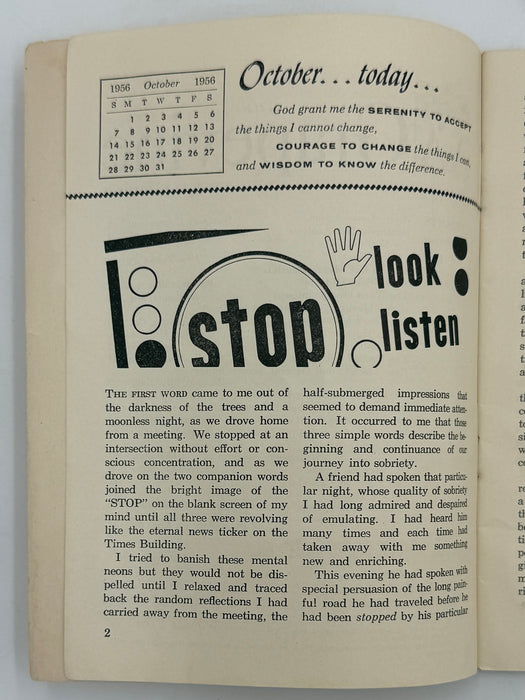 1956 October 1956
S M T W T F S
1 2 3 4 5 6
7 8 9 10 11 12 13
14 15 16 17 18 19 20
21 22 23 24 25 26 27
28 29 30 31
October... today...
God grant me the SERENITY TO ACCEPT
the things I cannot change,
COURAGE TO CHANGE the things I can,
and WISDOM TO KNOW the difference.
stop
look
listen
THE FIRST WORD came to me out of
the darkness of the trees and a
moonless night, as we drove home
from a meeting. We stopped at an
intersection without effort or con-
scious concentration, and as we
drove on the two companion words
joined the bright image of the
“STOP” on the blank screen of my
mind until all three were revolving
like the eternal news ticker on the
Times Building.
I tried to banish these mental
neons but they would not be dis-
pelled until I relaxed and traced
back the random reflections I had
carried away from the meeting, the
half-submerged impressions that
seemed to demand immediate atten-
tion. It occurred to me that those
three simple words describe the be-
ginning and continuance of our
journey into sobriety.
A friend had spoken that particu-
lar night, whose quality of sobriety
I had long admired and despaired
of emulating. I had heard him
many times and each time had
taken away with me something
new and enriching.
This evening he had spoken with
special persuasion of the long pain-
ful road he had traveled before he
had been stopped by his particular
2